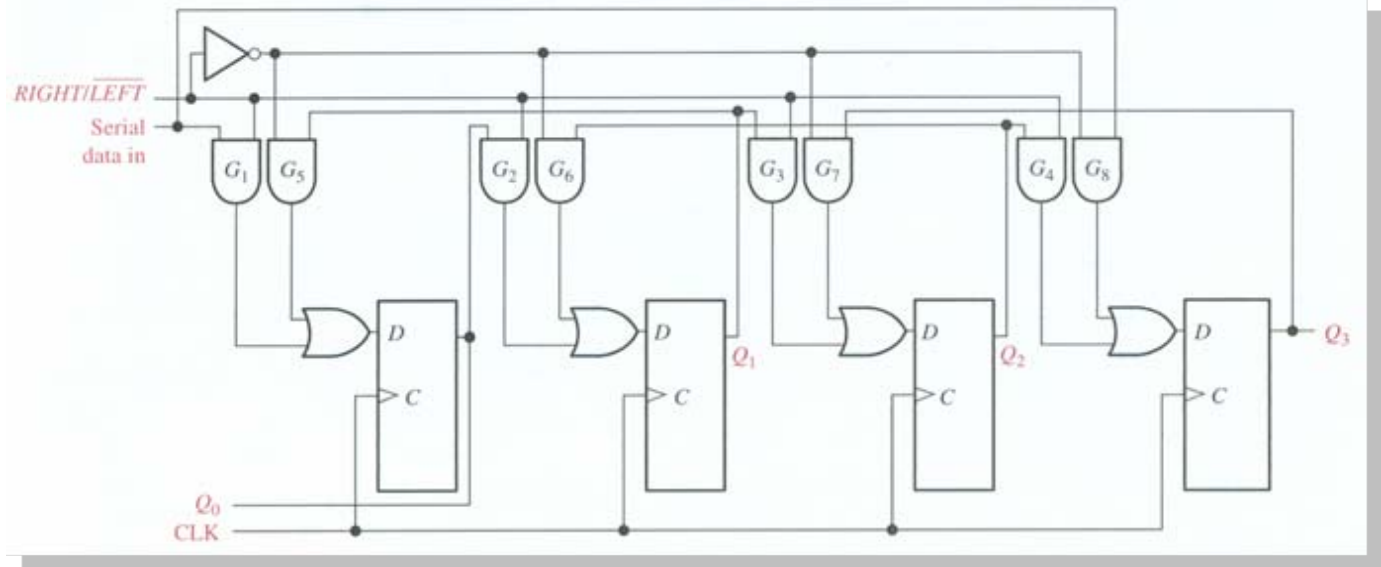 RIGHT/LEFT
Serial
data in
G1 G5 G2 G6 G3 G7 G4 G8
D D D D
Q1 Q2 Q3
C C C C
Q0
CLK